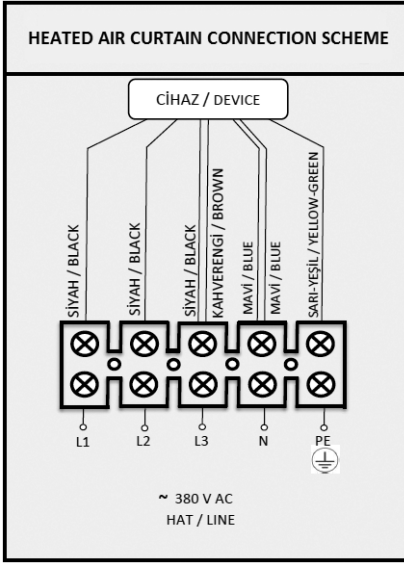 HEATED AIR CURTAIN CONNECTION SCHEME
CİHAZ / DEVICE
SİYAH / BLACK
SİYAH / BLACK
SİYAH / BLACK
KAHVERENGİ / BROWN
MAVİ / BLUE
MAVİ / BLUE
SARI-YEŞİL / YELLOW-GREEN
L1 L2 L3 N PE
~ 380 V AC
HAT / LINE